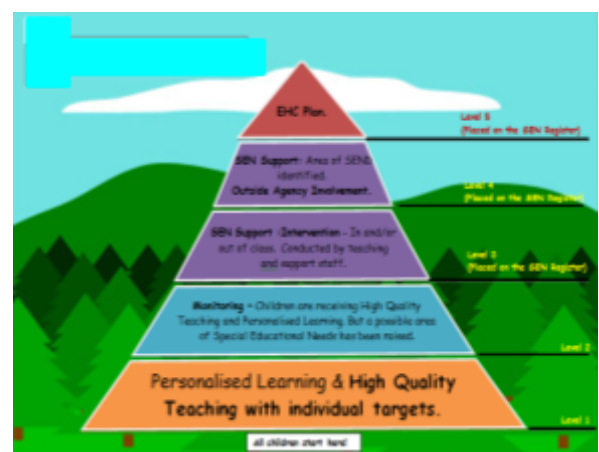 EHC Plan.
Level 5
(Placed on the SEN Register)
SEN Support: Area of SEND
identified.
Outside Agency Involvement.
Level 4
(Placed on the SEN Register)
SEN Support :Intervention - In and/or
out of class. Conducted by teaching
and support staff.
Level 3
(Placed on the SEN Register)
Monitoring - Children are receiving High Quality
Teaching and Personalised Learning. But a possible area
of Special Educational Needs has been raised.
Level 2
Personalised Learning & High Quality
Teaching with individual targets.
Level 1
All children start here!